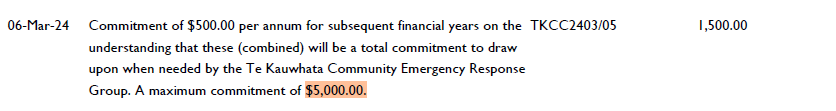 06-Mar-24 Commitment of $500.00 per annum for subsequent financial years on the TKCC2403/05 1,500.00
understanding that these (combined) will be a total commitment to draw
upon when needed by the Te Kauwhata Community Emergency Response
Group. A maximum commitment of $5,000.00.